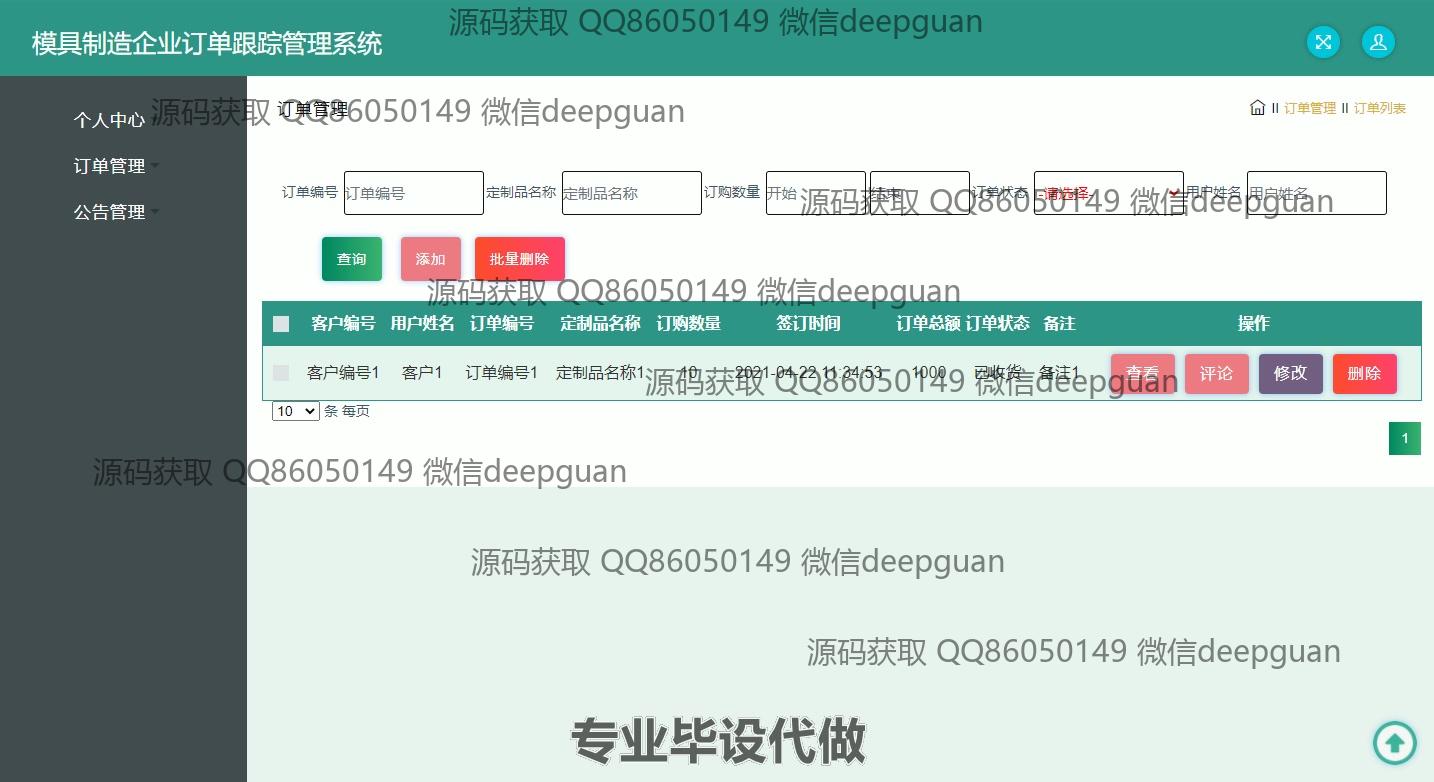 源码获取 QQ86050149 微信deepguan
模具制造企业订单跟踪管理系统
源码获取 QQ86050149 微信deepguan
个人中心
订单管理
公告管理
订单管理
订单管理 II 订单列表
订单编号 订单编号 定制品名称 定制品名称 订购数量 开始 结束 订单状态 -请选择- 用户姓名 用户姓名
源码获取 QQ86050149 微信deepguan
查询 添加 批量删除
源码获取 QQ86050149 微信deepguan
客户编号 用户姓名 订单编号 定制品名称 订购数量 签订时间 订单总额 订单状态 备注 操作
客户编号1 客户1 订单编号1 定制品名称1 10 2021-04-22 11:34:53 1000 已收货 备注1 查看 评论 修改 删除
源码获取 QQ86050149 微信deepguan
10 条 每页
1
源码获取 QQ86050149 微信deepguan
源码获取 QQ86050149 微信deepguan
源码获取 QQ86050149 微信deepguan
专业毕设代做